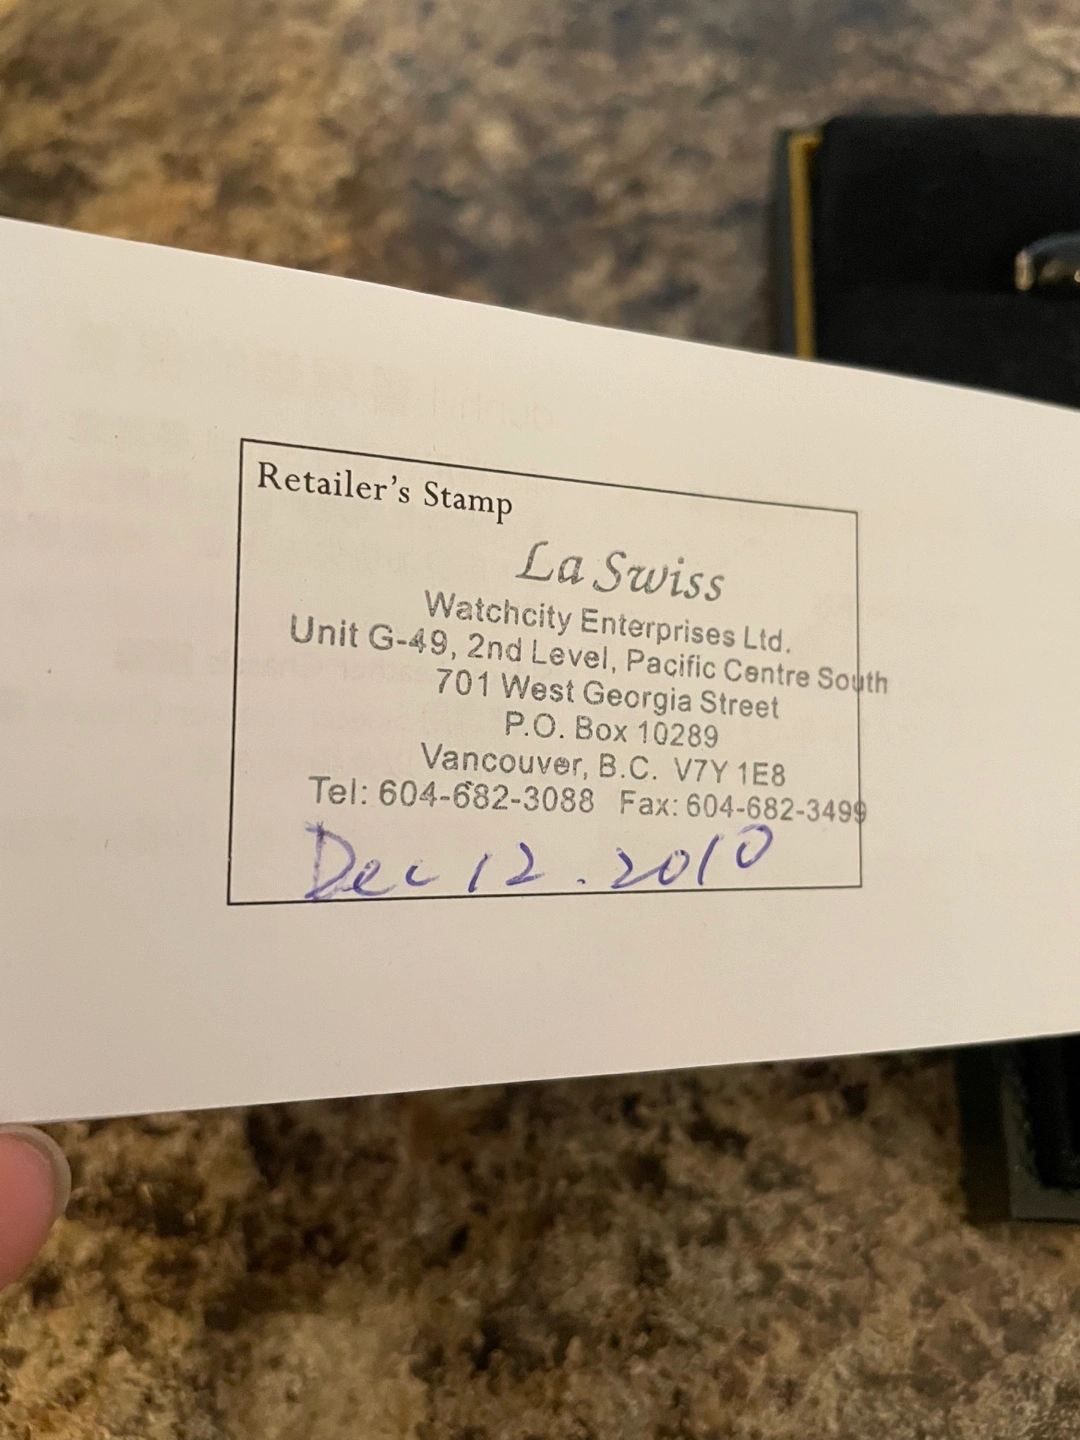 Retailer's Stamp
La Swiss
Watchcity Enterprises Ltd.
Unit G-49, 2nd Level, Pacific Centre South
701 West Georgia Street
P.O. Box 10289
Vancouver, B.C. V7Y 1E8
Tel: 604-682-3088 Fax: 604-682-3499
Dec 12. 2010